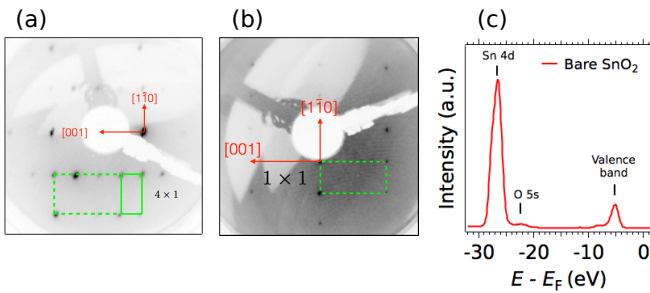 (a)
[11̄0]
[001]
4 × 1
(b)
[11̄0]
[001]
1 × 1
(c)
Sn 4d
Bare SnO₂
O 5s
Valence
band
Intensity (a.u.)
-30 -20 -10 0
E - E_F (eV)